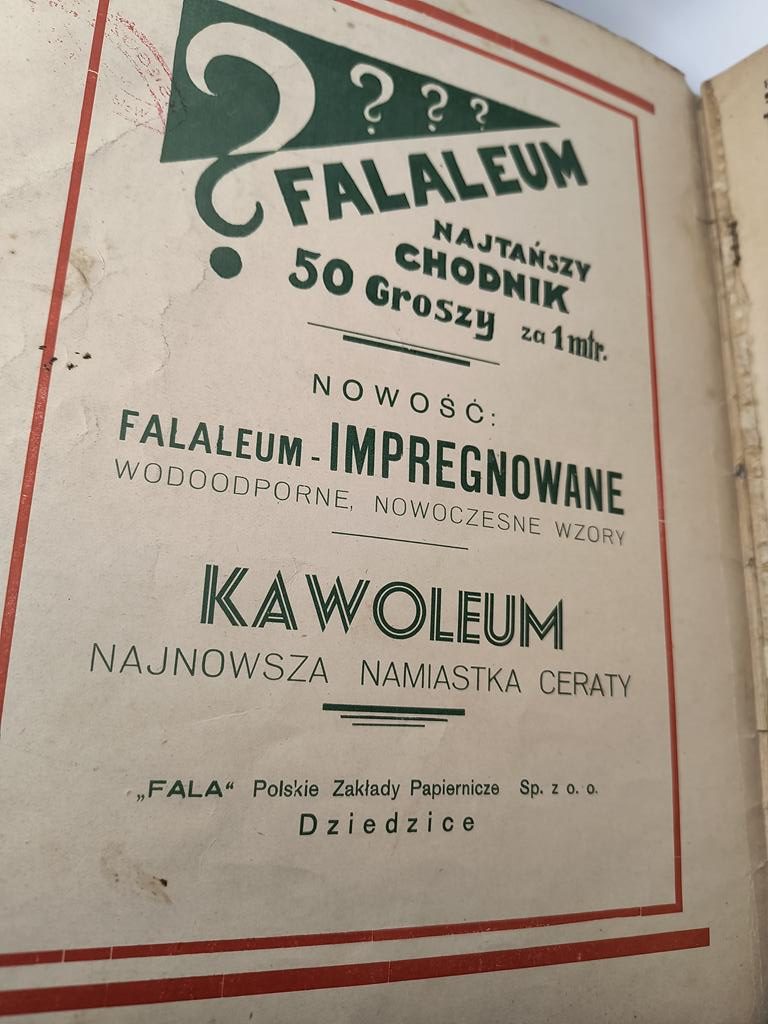 ? ? ? ?
FALALEUM
NAJTAŃSZY
CHODNIK
50 Groszy za 1 mtr.
NOWOŚĆ:
FALALEUM - IMPREGNOWANE
WODOODPORNE, NOWOCZESNE WZORY
KAWOLEUM
NAJNOWSZA NAMIASTKA CERATY
„FALA“ Polskie Zakłady Papiernicze Sp. z o. o.
Dziedzice